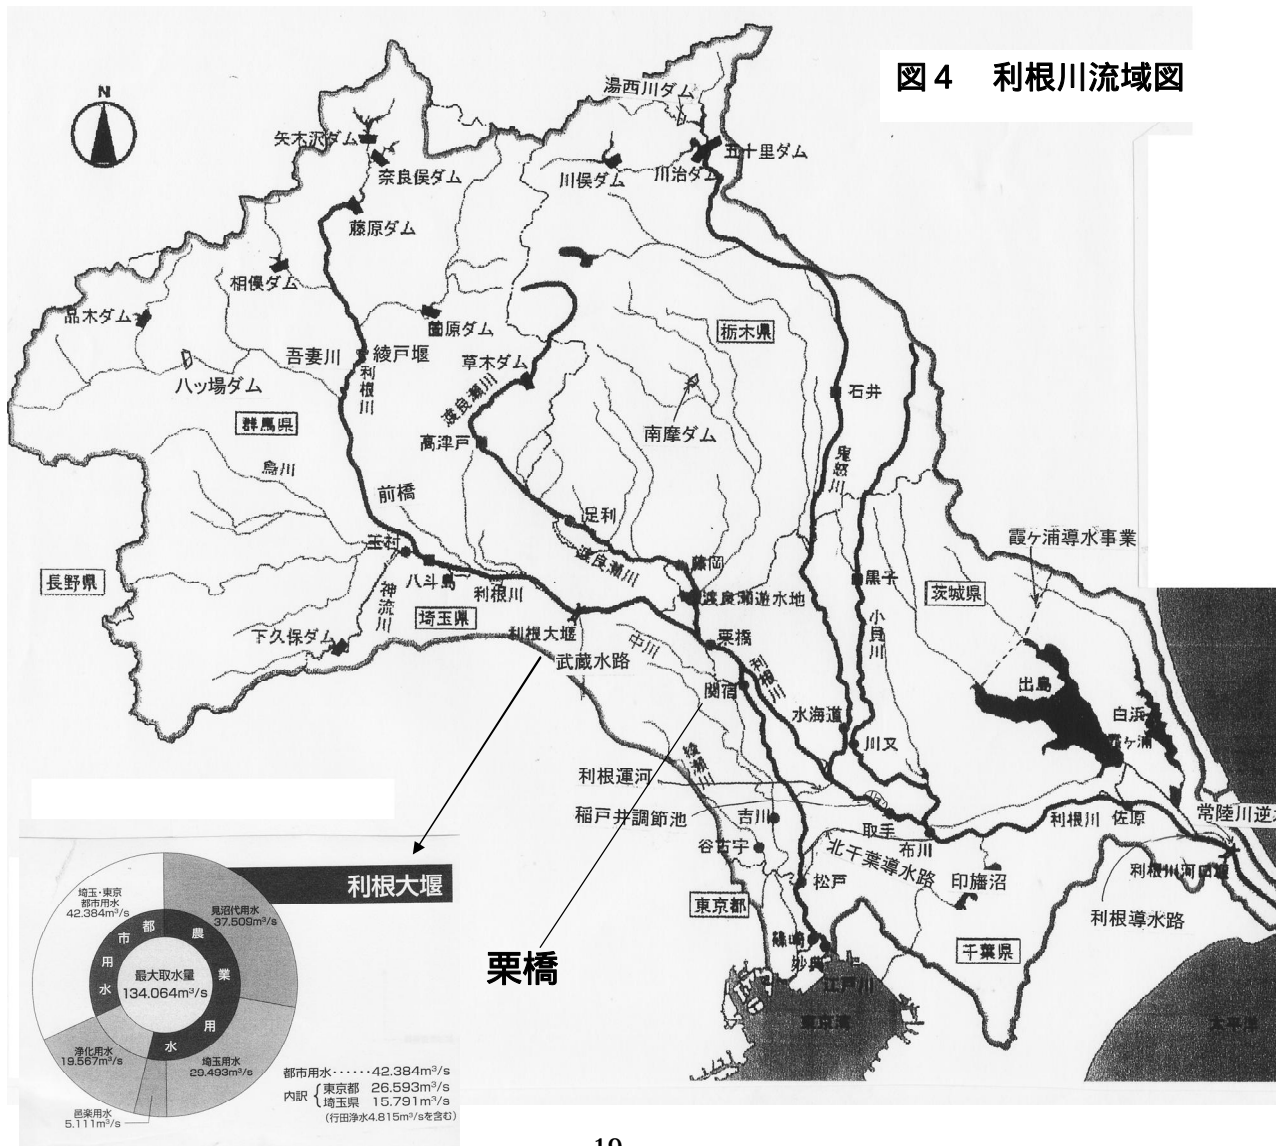 図４　利根川流域図
N
湯西川ダム
矢木沢ダム
五十里ダム
奈良俣ダム
川俣ダム
川治ダム
藤原ダム
相俣ダム
品木ダム
薗原ダム
栃木県
吾妻川
綾戸堰
利根川
草木ダム
八ッ場ダム
渡良瀬川
石井
群馬県
高津戸
南摩ダム
鬼怒川
烏川
前橋
足利
霞ヶ浦導水事業
玉村
渡良瀬川
藤岡
長野県
八斗島
利根川
黒子
茨城県
神流川
埼玉県
渡良瀬遊水地
小貝川
下久保ダム
利根大堰
中川
栗橋
武蔵水路
利根川
関宿
出島
水海道
白浜
霞ヶ浦
川又
綾瀬川
利根運河
稲戸井調節池
吉川
取手
布川
利根川
佐原
常陸川逆水
谷古宇
北千葉導水路
松戸
印旛沼
利根川河口堰
東京都
利根導水路
篠崎
千葉県
妙典
栗橋
江戸川
東京湾
太平洋
利根大堰
埼玉・東京
都市用水
42.384m³/s
見沼代用水
37.509m³/s
都市用水
農業用水
最大取水量
134.064m³/s
浄化用水
19.567m³/s
埼玉用水
29.493m³/s
邑楽用水
5.111m³/s
都市用水······42.384m³/s
内訳
東京都 26.593m³/s
埼玉県 15.791m³/s
(行田浄水4.815m³/sを含む)